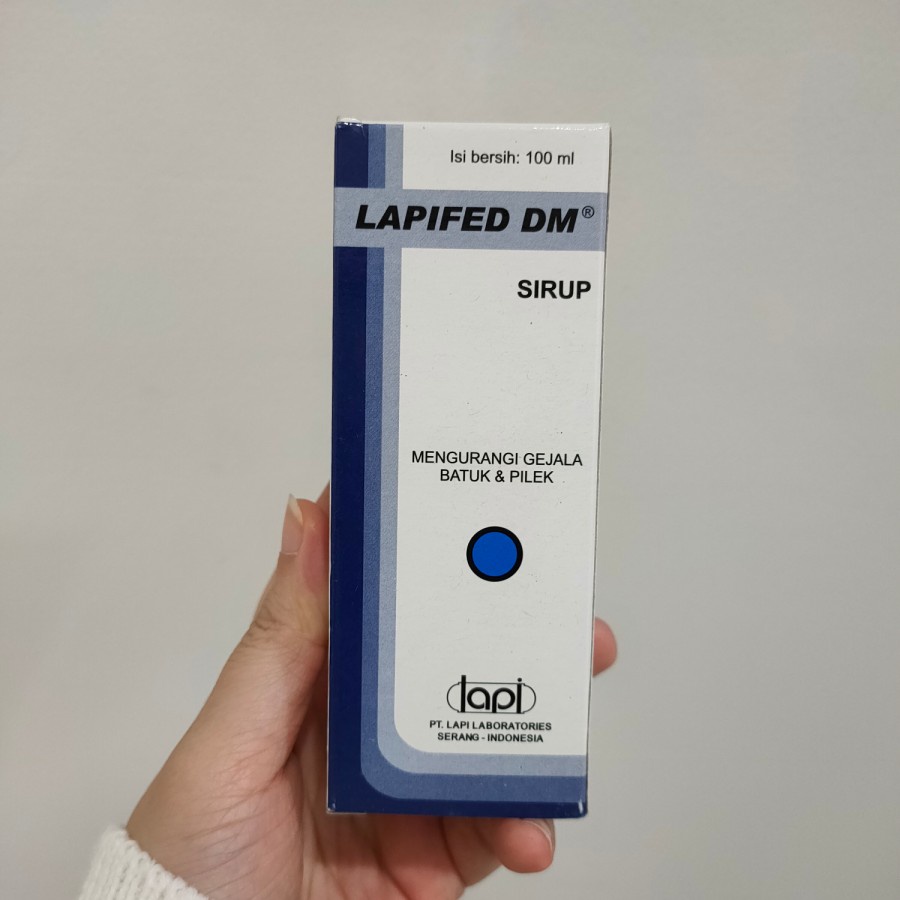 Isi bersih: 100 ml
LAPIFED DM®
SIRUP
MENGURANGI GEJALA
BATUK & PILEK
lapi
PT. LAPI LABORATORIES
SERANG - INDONESIA